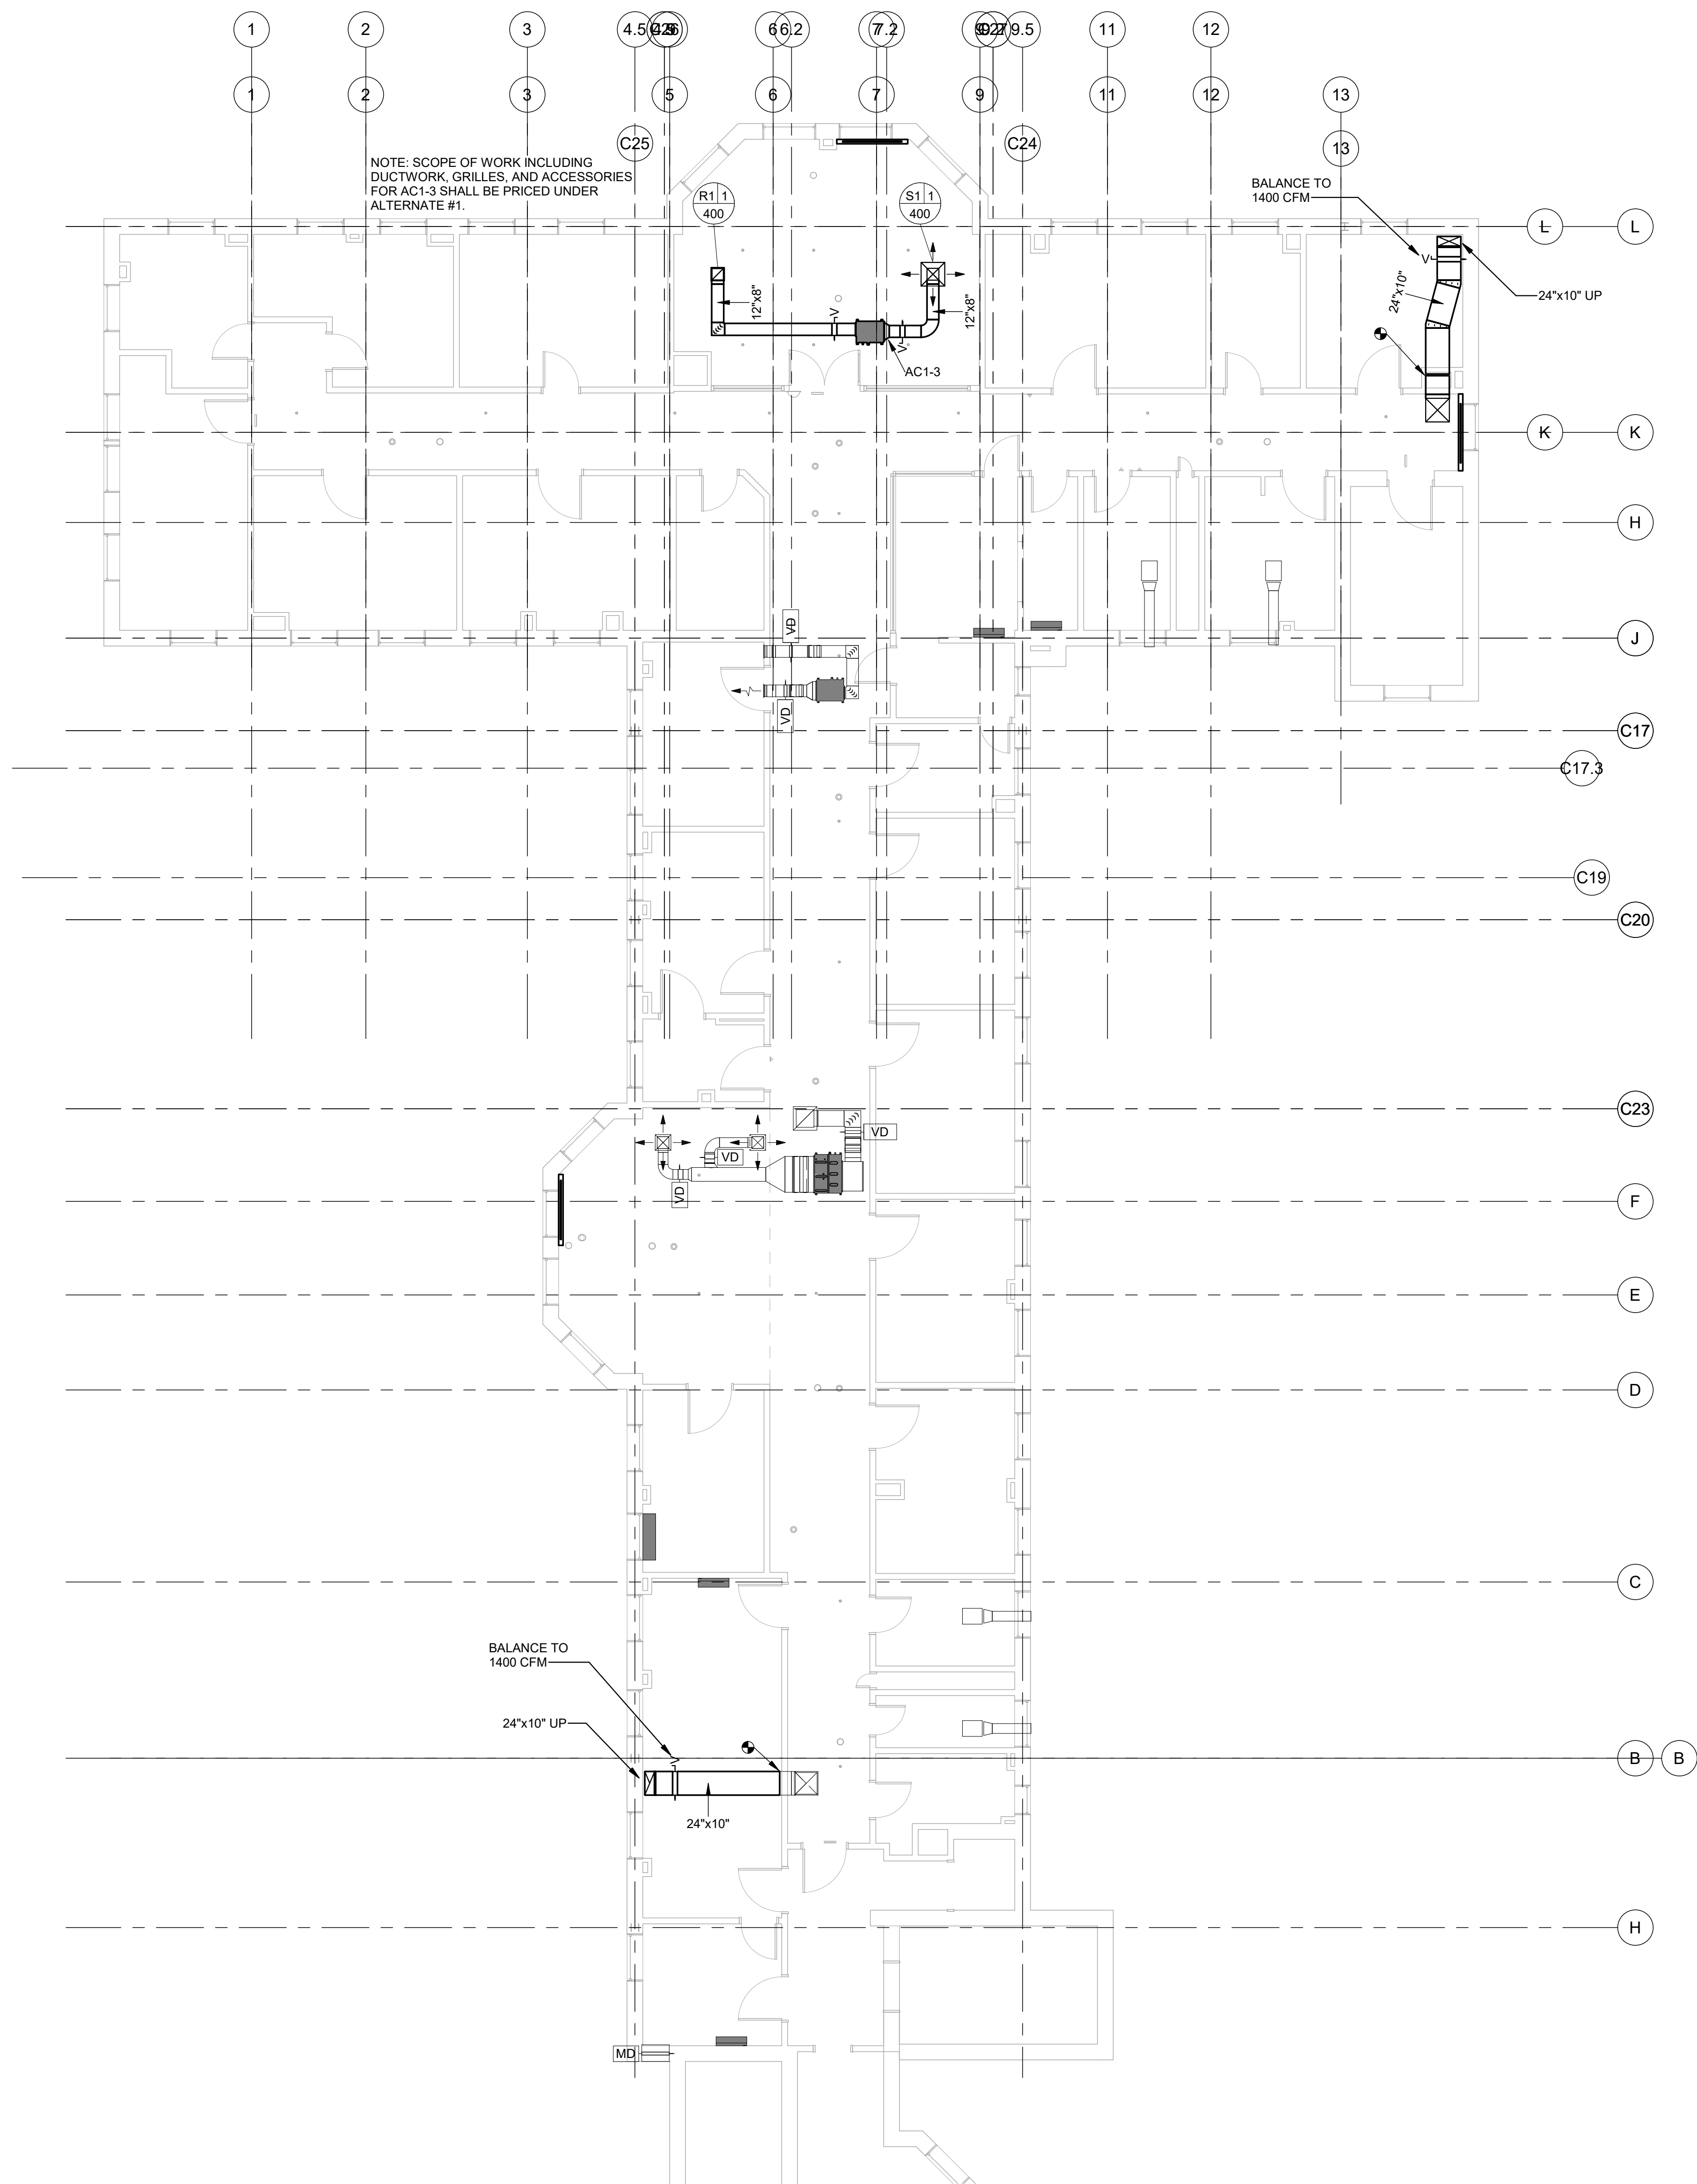 1
2
3
4.5
6
6.2
7
7.2
9
9.5
11
12
1
2
3
5
6
7
9
11
12
13
C25
C24
13
NOTE: SCOPE OF WORK INCLUDING
DUCTWORK, GRILLES, AND ACCESSORIES
FOR AC1-3 SHALL BE PRICED UNDER
ALTERNATE #1.
R1 1
400
S1 1
400
BALANCE TO
1400 CFM
L
L
V
24"x10" UP
24"x10"
12"x8"
12"x8"
V
V
AC1-3
K
K
H
VD
J
VD
C17
C17.3
C19
C20
C23
VD
VD
VD
F
E
D
C
BALANCE TO
1400 CFM
24"x10" UP
V
B
B
24"x10"
H
MD